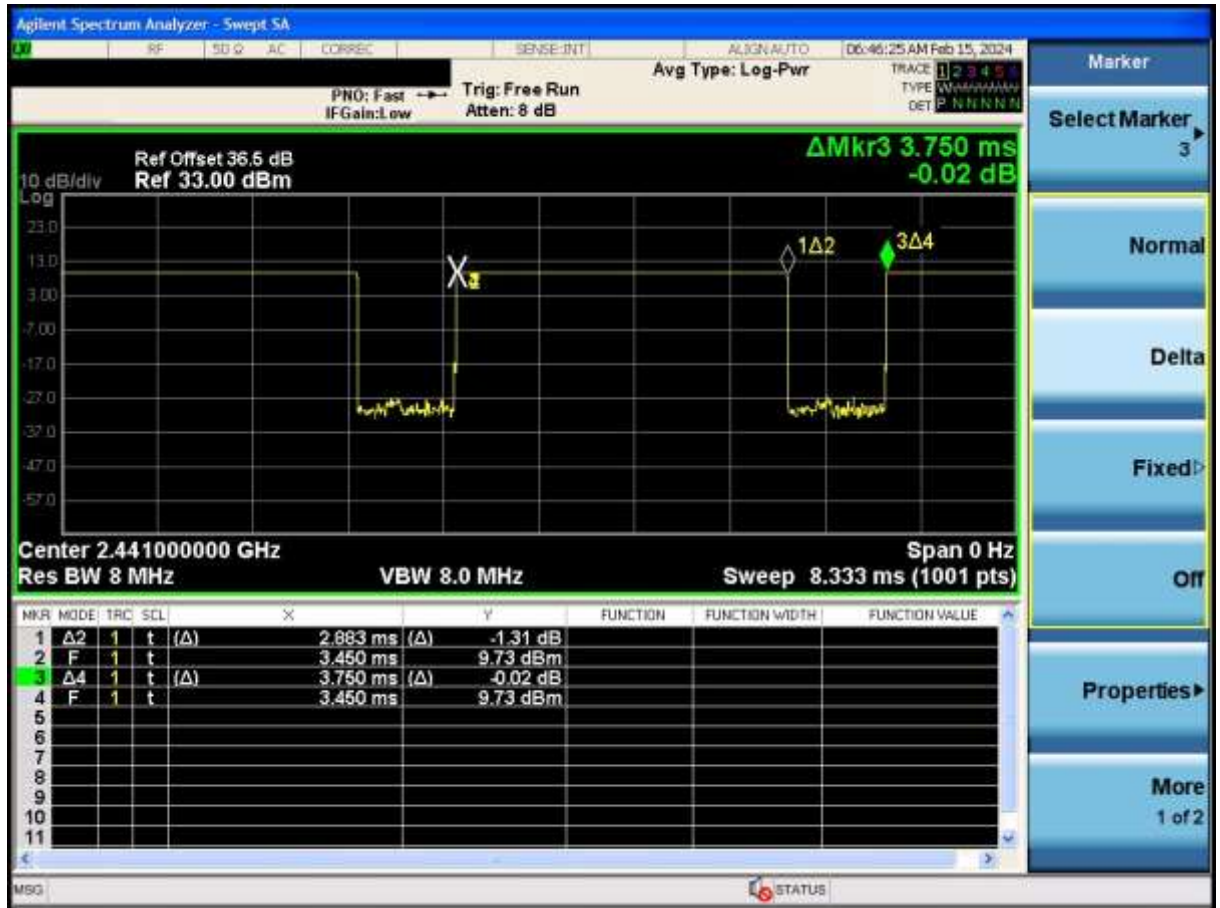 Agilent Spectrum Analyzer - Swept SA
RF 50 Ω AC CORREC SENSE:INT ALIGN AUTO 06:46:25 AM Feb 15, 2024
PNO: Fast
IFGain:Low
Trig: Free Run
Atten: 8 dB
Avg Type: Log-Pwr
TRACE 1 2 3 4 5 6
TYPE
DET P N N N N N
ΔMkr3 3.750 ms
-0.02 dB
Ref Offset 36.5 dB
10 dB/div Ref 33.00 dBm
Log
23.0
13.0
3.00
-7.00
-17.0
-27.0
-37.0
-47.0
-57.0
1Δ2
3Δ4
Center 2.441000000 GHz Span 0 Hz
Res BW 8 MHz VBW 8.0 MHz Sweep 8.333 ms (1001 pts)
MKR MODE TRC SCL X Y FUNCTION FUNCTION WIDTH FUNCTION VALUE
1 Δ2 1 t (Δ) 2.883 ms (Δ) -1.31 dB
2 F 1 t 3.450 ms 9.73 dBm
3 Δ4 1 t (Δ) 3.750 ms (Δ) -0.02 dB
4 F 1 t 3.450 ms 9.73 dBm
5
6
7
8
9
10
11
MSG STATUS
Marker
Select Marker
3
Normal
Delta
Fixed
Off
Properties
More
1 of 2